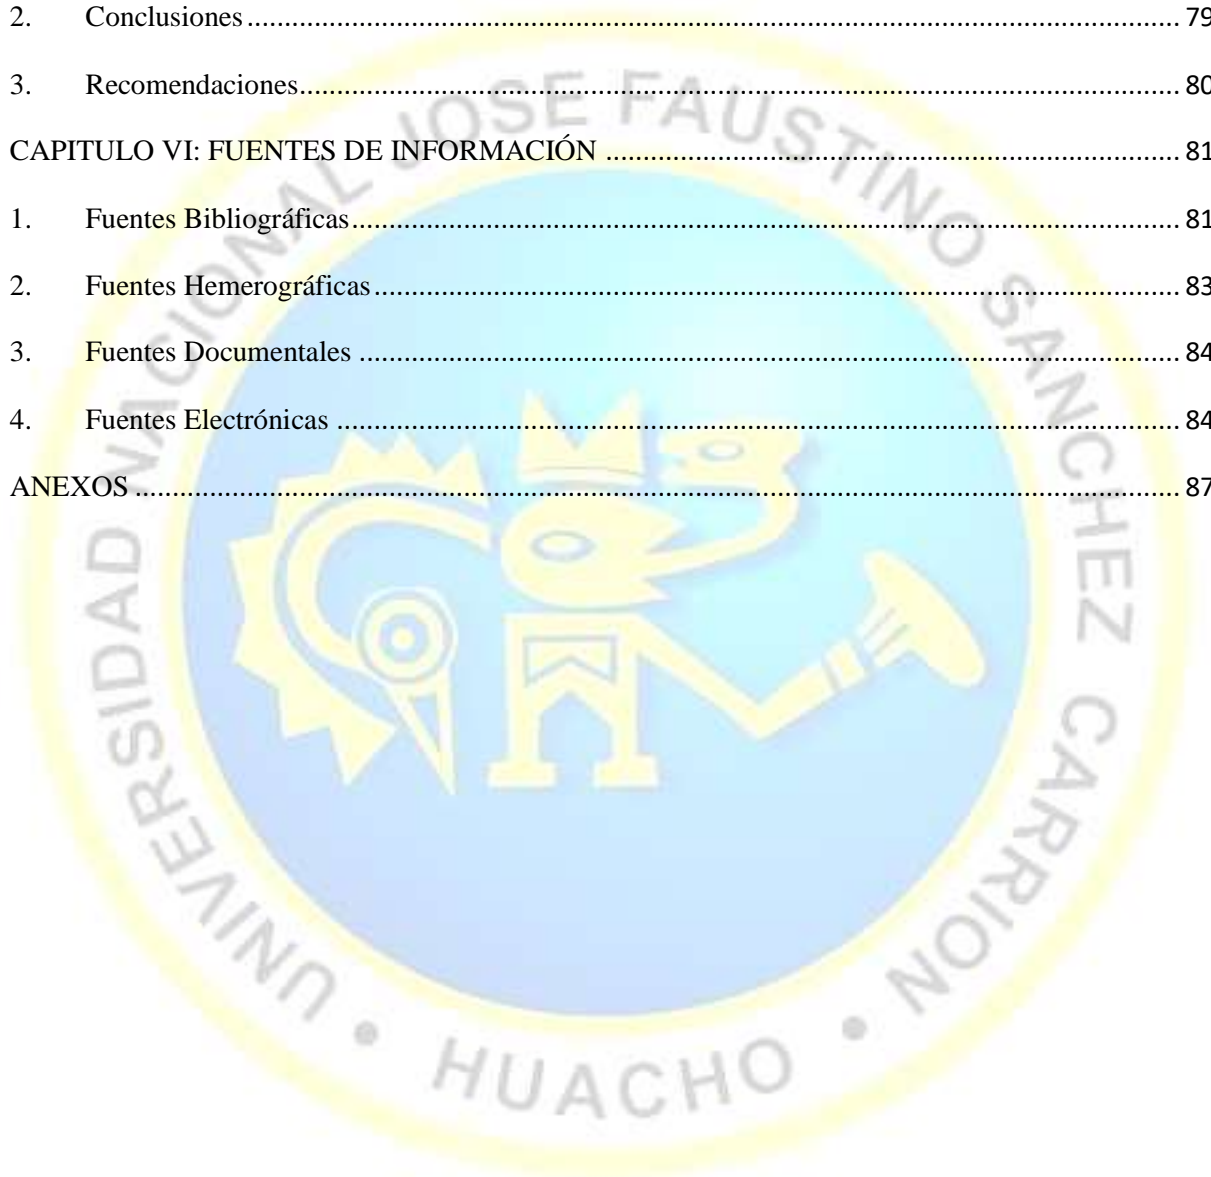 2. Conclusiones ........ 79
3. Recomendaciones ........ 80
CAPITULO VI: FUENTES DE INFORMACIÓN ........ 81
1. Fuentes Bibliográficas ........ 81
2. Fuentes Hemerográficas ........ 83
3. Fuentes Documentales ........ 84
4. Fuentes Electrónicas ........ 84
ANEXOS ........ 87
UNIVERSIDAD NACIONAL JOSE FAUSTINO SANCHEZ CARRION
• HUACHO •